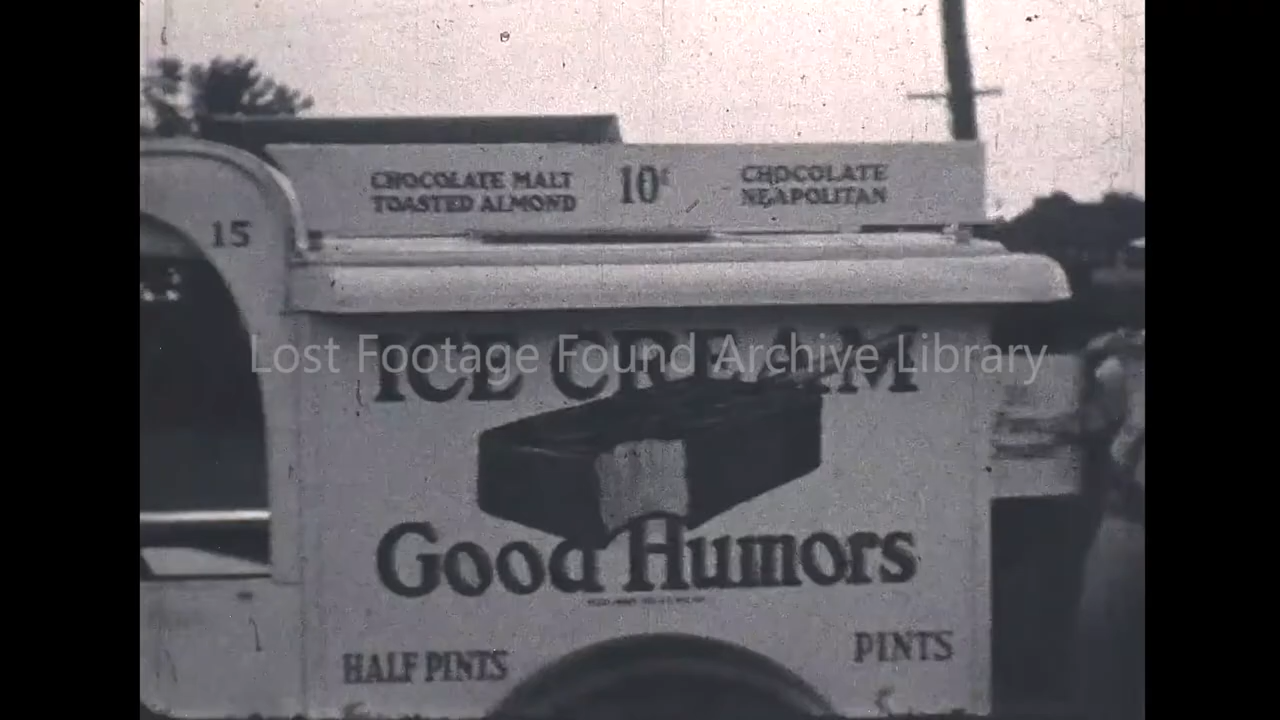 CHOCOLATE MALT
TOASTED ALMOND
10¢
CHOCOLATE
NEAPOLITAN
15
ICE CREAM
Lost Footage Found Archive Library
Good Humors
HALF PINTS
PINTS